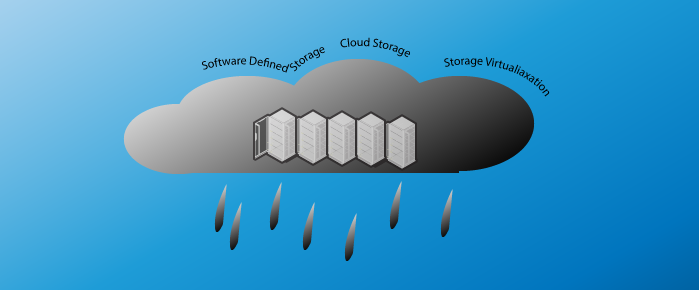 Software Defined Storage
Cloud Storage
Storage Virtualiaxation